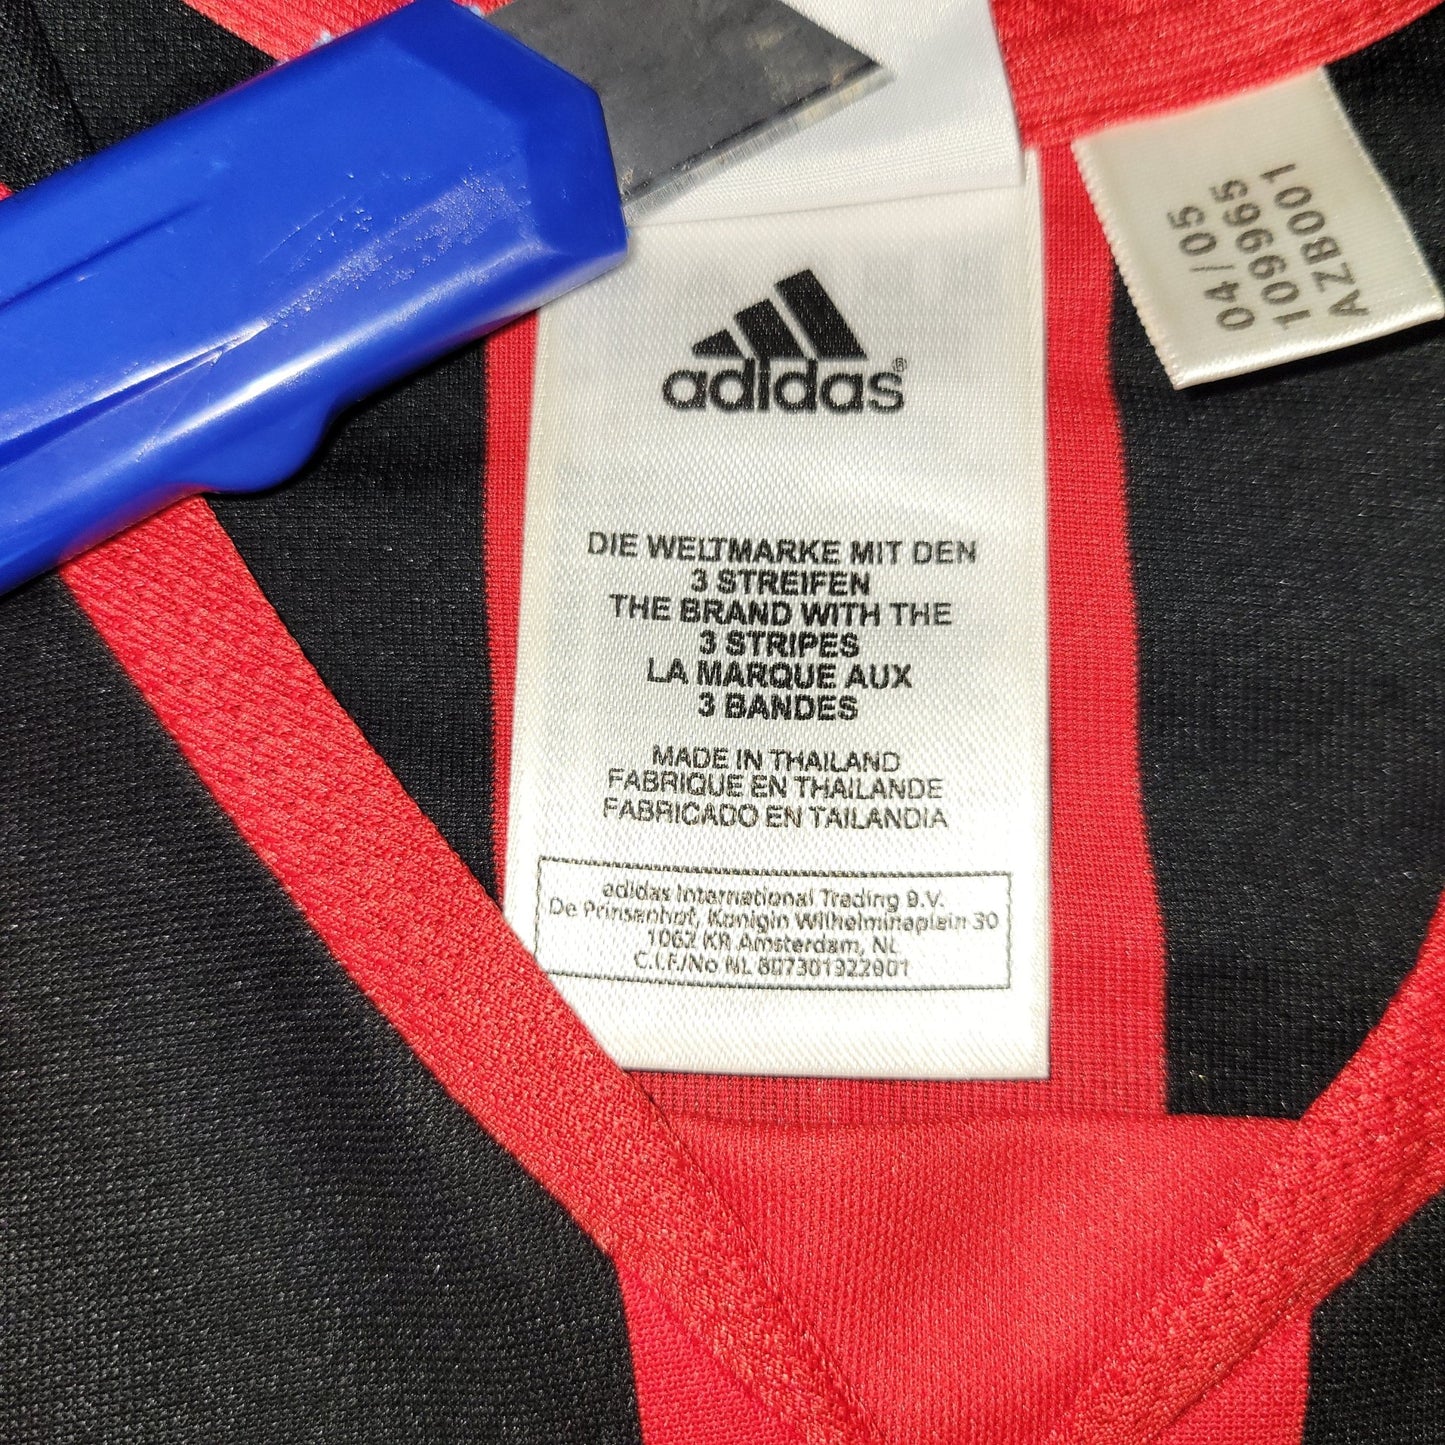 adidas®
DIE WELTMARKE MIT DEN
3 STREIFEN
THE BRAND WITH THE
3 STRIPES
LA MARQUE AUX
3 BANDES
MADE IN THAILAND
FABRIQUE EN THAILANDE
FABRICADO EN TAILANDIA
adidas International Trading B.V.
De Prinsenhof, Konigin Wilhelminaplein 30
1062 KR Amsterdam, NL
C.I.F./No NL 807301922901
04/05
109965
AZB001